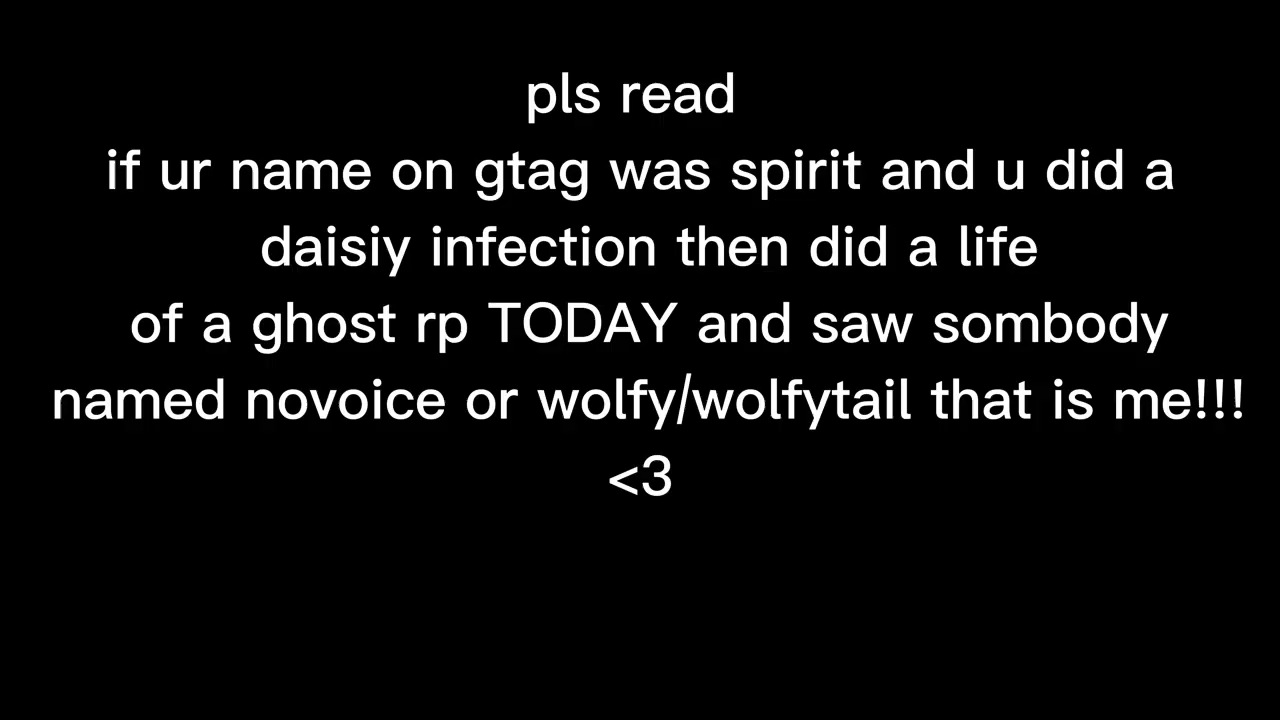 pls read
if ur name on gtag was spirit and u did a
daisiy infection then did a life
of a ghost rp TODAY and saw sombody
named novoice or wolfy/wolfytail that is me!!!
<3